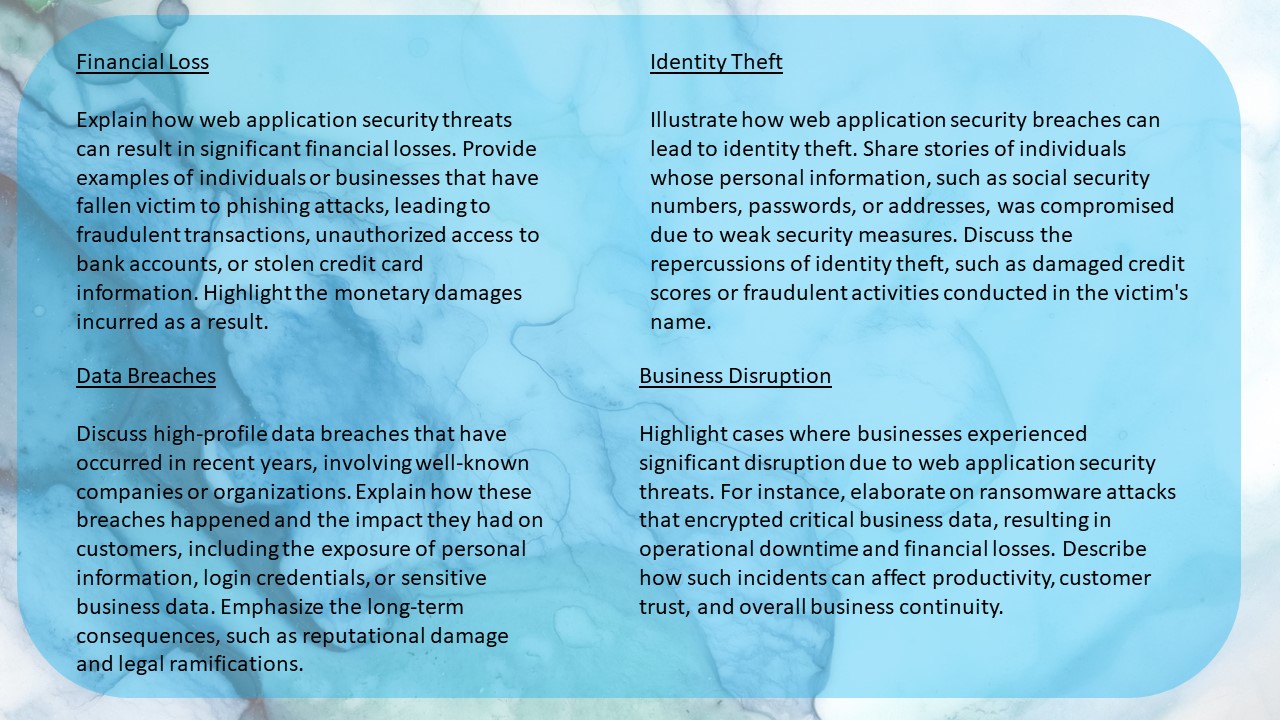 Financial Loss
Explain how web application security threats
can result in significant financial losses. Provide
examples of individuals or businesses that have
fallen victim to phishing attacks, leading to
fraudulent transactions, unauthorized access to
bank accounts, or stolen credit card
information. Highlight the monetary damages
incurred as a result.
Identity Theft
Illustrate how web application security breaches can
lead to identity theft. Share stories of individuals
whose personal information, such as social security
numbers, passwords, or addresses, was compromised
due to weak security measures. Discuss the
repercussions of identity theft, such as damaged credit
scores or fraudulent activities conducted in the victim's
name.
Data Breaches
Discuss high-profile data breaches that have
occurred in recent years, involving well-known
companies or organizations. Explain how these
breaches happened and the impact they had on
customers, including the exposure of personal
information, login credentials, or sensitive
business data. Emphasize the long-term
consequences, such as reputational damage
and legal ramifications.
Business Disruption
Highlight cases where businesses experienced
significant disruption due to web application security
threats. For instance, elaborate on ransomware attacks
that encrypted critical business data, resulting in
operational downtime and financial losses. Describe
how such incidents can affect productivity, customer
trust, and overall business continuity.